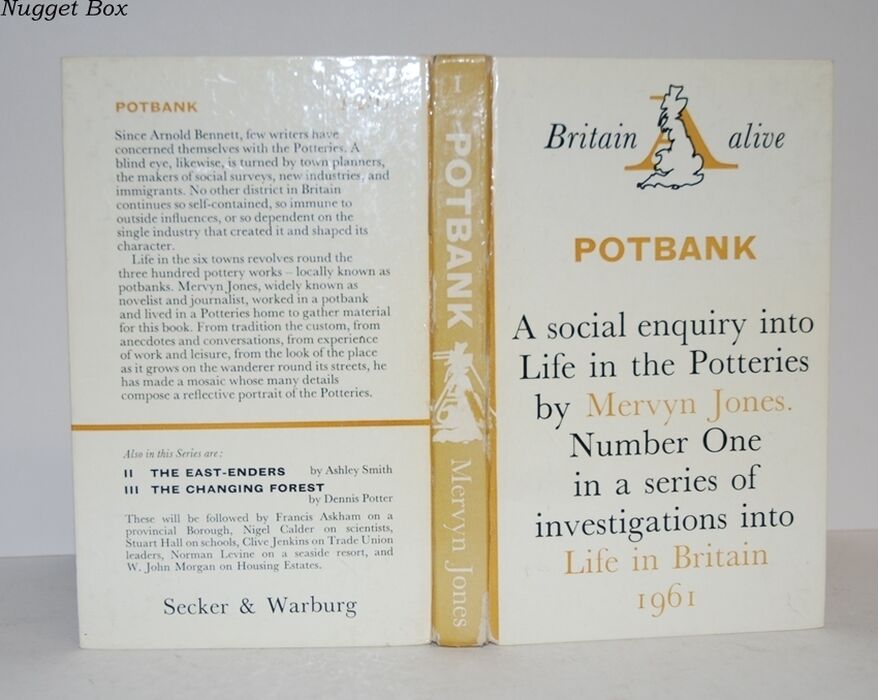 Nugget Box
POTBANK
Since Arnold Bennett, few writers have
concerned themselves with the Potteries. A
blind eye, likewise, is turned by town planners,
the makers of social surveys, new industries, and
immigrants. No other district in Britain
continues so self-contained, so immune to
outside influences, or so dependent on the
single industry that created it and shaped its
character.
Life in the six towns revolves round the
three hundred pottery works – locally known as
potbanks. Mervyn Jones, widely known as
novelist and journalist, worked in a potbank
and lived in a Potteries home to gather material
for this book. From tradition the custom, from
anecdotes and conversations, from experience
of work and leisure, from the look of the place
as it grows on the wanderer round its streets, he
has made a mosaic whose many details
compose a reflective portrait of the Potteries.
Also in this Series are:
II THE EAST-ENDERS by Ashley Smith
III THE CHANGING FOREST
by Dennis Potter
These will be followed by Francis Askham on a
provincial Borough, Nigel Calder on scientists,
Stuart Hall on schools, Clive Jenkins on Trade Union
leaders, Norman Levine on a seaside resort, and
W. John Morgan on Housing Estates.
Secker & Warburg
I
POTBANK
Mervyn Jones
Britain A alive
POTBANK
A social enquiry into
Life in the Potteries
by Mervyn Jones.
Number One
in a series of
investigations into
Life in Britain
1961